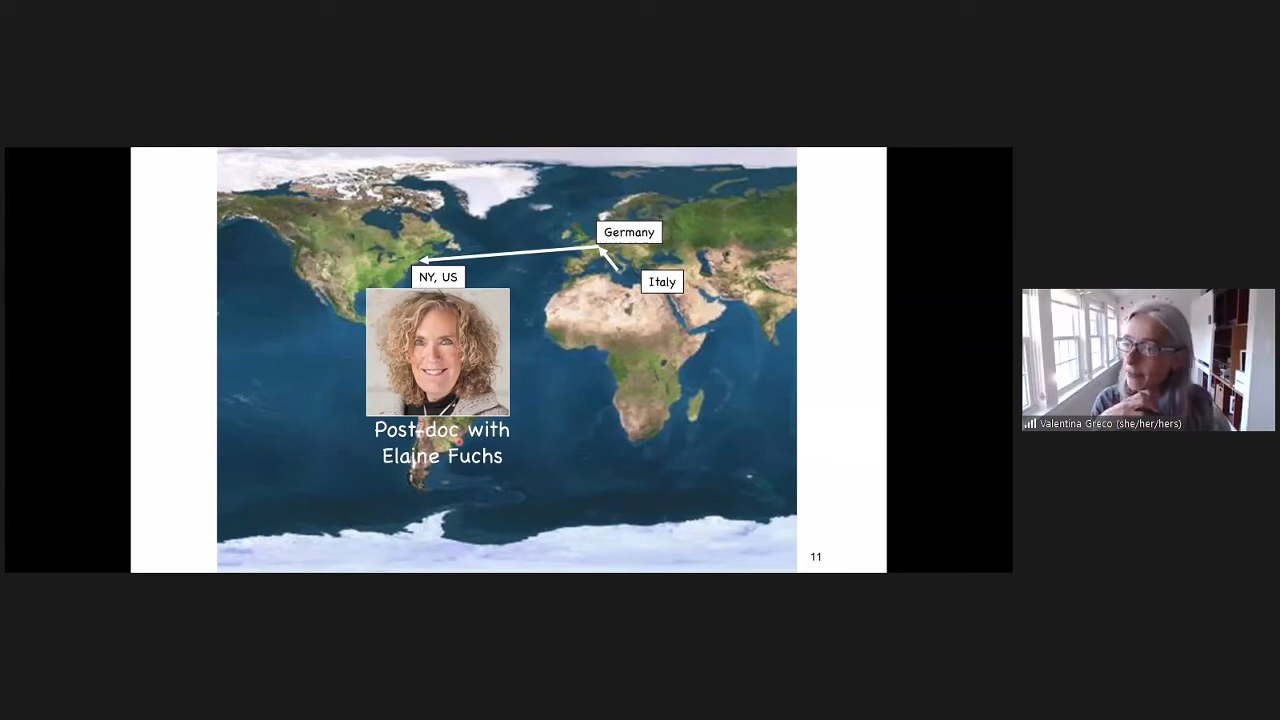 Germany
NY, US
Italy
Post-doc with
Elaine Fuchs
11
Valentina Greco (she/her/hers)